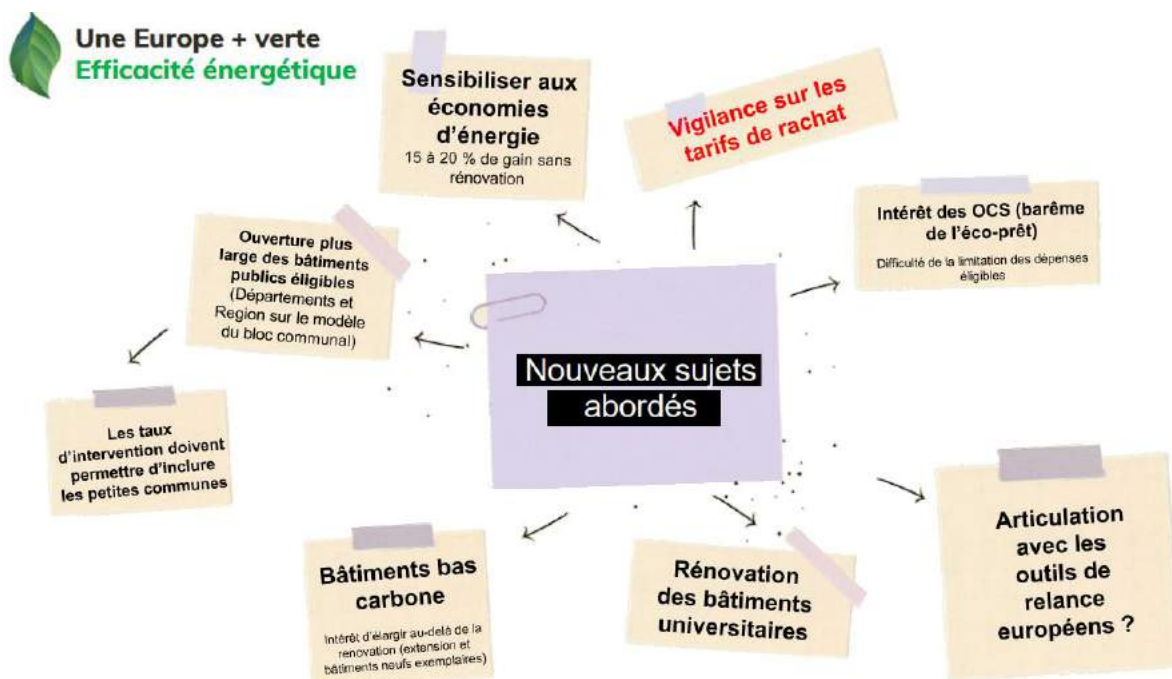 Une Europe + verte
Efficacité énergétique
Sensibiliser aux
économies
d'énergie
15 à 20 % de gain sans
rénovation
Vigilance sur les
tarifs de rachat
Intérêt des OCS (barême
de l'éco-prêt)
Difficulté de la limitation des dépenses
éligibles
Ouverture plus
large des bâtiments
publics éligibles
(Départements et
Region sur le modèle
du bloc communal)
Nouveaux sujets
abordés
Les taux
d'intervention doivent
permettre d'inclure
les petites communes
Bâtiments bas
carbone
Intérêt d'élargir au-delà de la
renovation (extension et
bâtiments neufs exemplaires)
Rénovation
des bâtiments
universitaires
Articulation
avec les
outils de
relance
européens ?